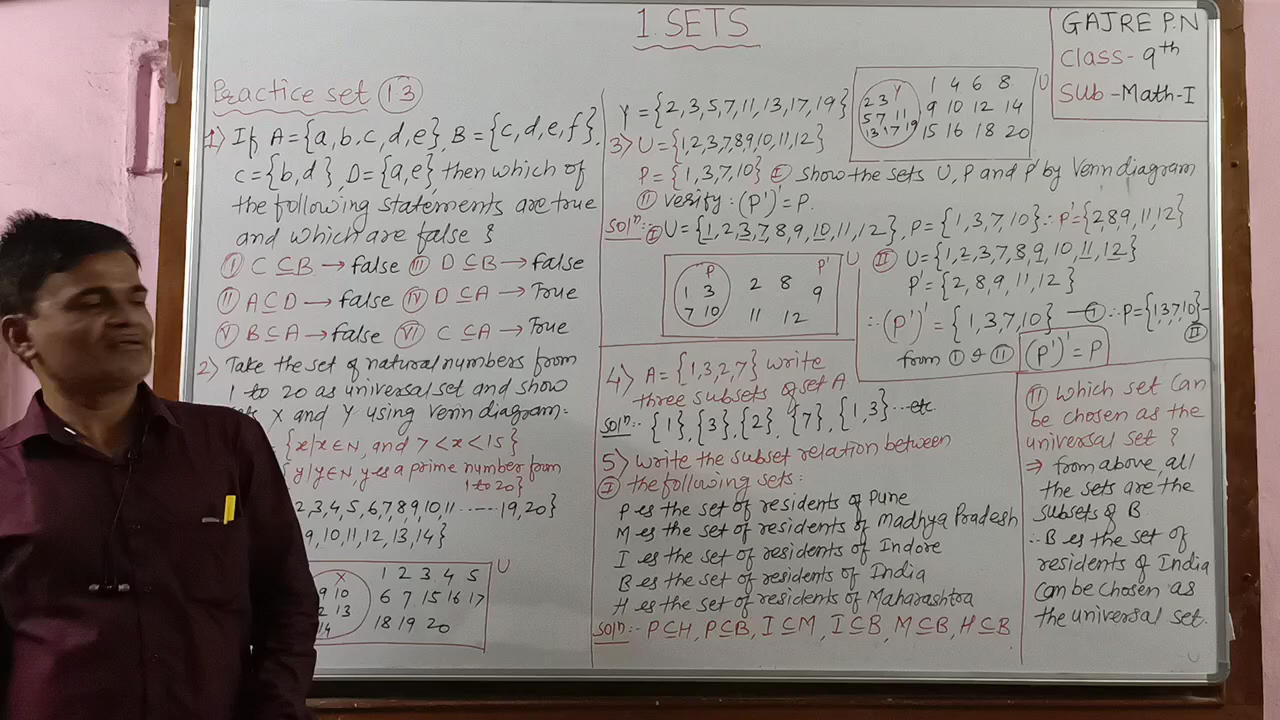 1. SETS
GAJRE P.N
Class- 9th
Sub-Math-I
Practice set (13)
1) If A={a,b,c,d,e}, B={c,d,e,f},
C={b,d}, D={a,e} then which of
the following statements are true
and which are false ?
(I) C⊆B→false (III) D⊆B→false
(II) A⊆D→false (IV) D⊆A→True
(V) B⊆A→false (VI) C⊆A→True
2) Take the set of natural numbers from
1 to 20 as universal set and show
X and Y using Venn diagram:
={x/x∈N, and 7<x<15}
y/y∈N, y es a prime number from
1 to 20}
2,3,4,5,6,7,8,9,10,11.....19,20}
9,10,11,12,13,14}
X 1 2 3 4 5 U
9 10 6 7 15 16 17
2 13
14 18 19 20
Y={2,3,5,7,11,13,17,19}
Y 1 4 6 8 U
2 3
5 7 11 9 10 12 14
13 17 19 15 16 18 20
3) U={1,2,3,7,8,9,10,11,12}
P={1,3,7,10} (I) Show the sets U, P and P' by Venn diagram
(II) verify: (P')'=P.
Soln:- (I) U={1,2,3,7,8,9,10,11,12}, P={1,3,7,10}∴P'={2,8,9,11,12}
P P' U
1 3 2 8 9
7 10 11 12
(II) U={1,2,3,7,8,9,10,11,12}
P'={2,8,9,11,12}
∴(P')'={1,3,7,10}—(I)∴P={1,3,7,10}-(II)
from (I) & (II) (P')'=P
4) A={1,3,2,7} write
three subsets of set A
Soln:- {1},{3},{2},{7},{1,3}...etc.
5) Write the subset relation between
(I) the following sets:
P es the set of residents of Pune
M es the set of residents of Madhya Pradesh
I es the set of residents of Indore
B es the set of residents of India
H es the set of residents of Maharashtra
Soln:- P⊆H, P⊆B, I⊆M, I⊆B, M⊆B, H⊆B
(II) Which set can
be chosen as the
universal set ?
⇒ from above, all
the sets are the
subsets of B
∴B es the set of
residents of India
can be chosen as
the universal set.